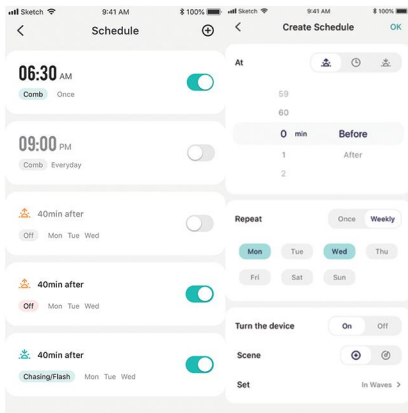 Sketch 9:41 AM 100%
Schedule
06:30 AM
Comb Once
09:00 PM
Comb Everyday
40min after
Off Mon Tue Wed
40min after
Off Mon Tue Wed
40min after
Chasing/Flash Mon Tue Wed
Sketch 9:41 AM 100%
Create Schedule OK
At
59
60
0 min Before
1 After
2
Repeat Once Weekly
Mon Tue Wed Thu
Fri Sat Sun
Turn the device On Off
Scene
Set In Waves >